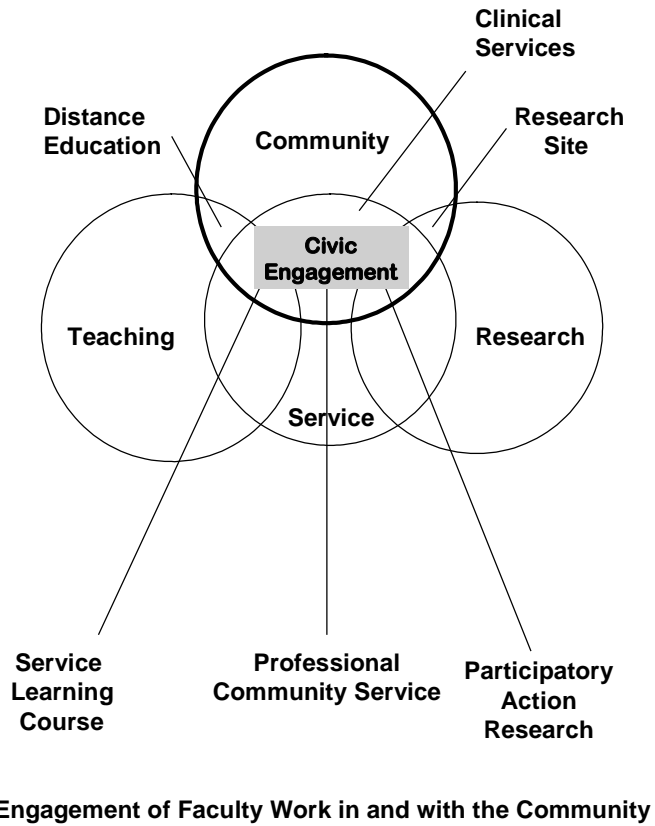 Clinical
Services
Distance
Education
Community
Research
Site
Civic
Engagement
Teaching
Research
Service
Service
Learning
Course
Professional
Community Service
Participatory
Action
Research
Engagement of Faculty Work in and with the Community